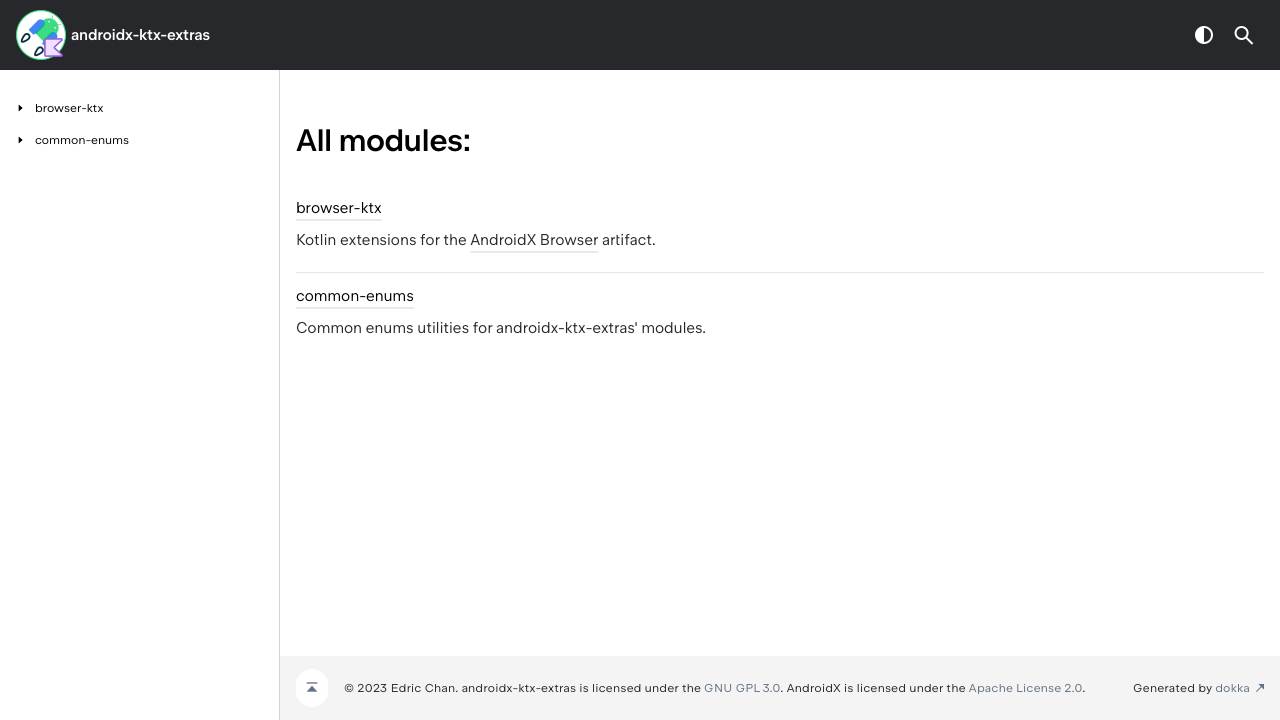 androidx-ktx-extras
browser-ktx
common-enums
All modules:
browser-ktx
Kotlin extensions for the AndroidX Browser artifact.
common-enums
Common enums utilities for androidx-ktx-extras' modules.
© 2023 Edric Chan. androidx-ktx-extras is licensed under the GNU GPL 3.0. AndroidX is licensed under the Apache License 2.0.
Generated by dokka